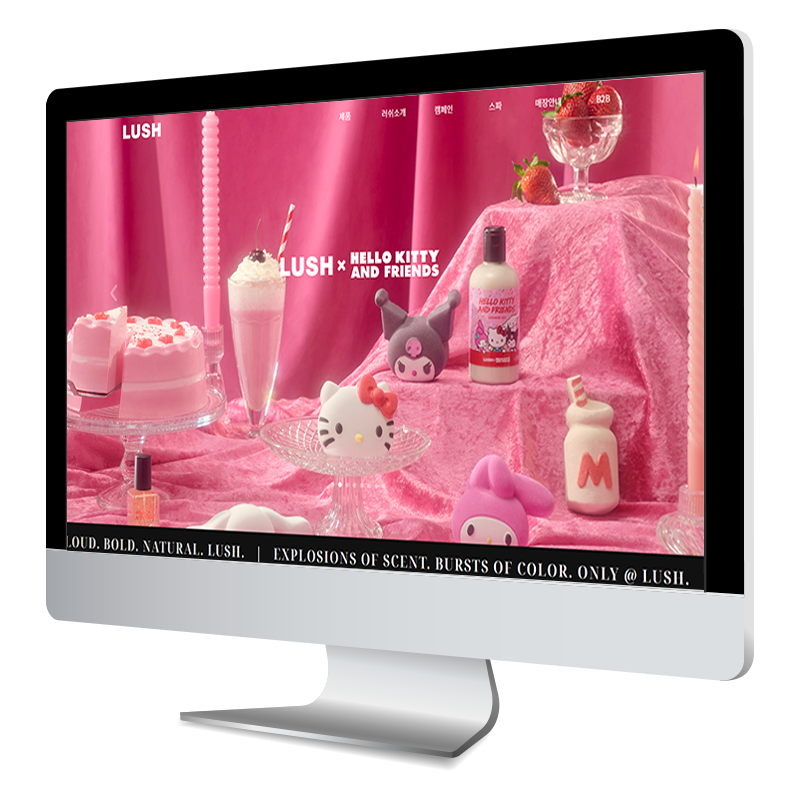 LUSH
제품
러쉬소개
캠페인
스파
매장안내
B2B
LUSH × HELLO KITTY
AND FRIENDS
HELLO KITTY
AND FRIENDS
M
LOUD. BOLD. NATURAL. LUSH. | EXPLOSIONS OF SCENT. BURSTS OF COLOR. ONLY @ LUSH.